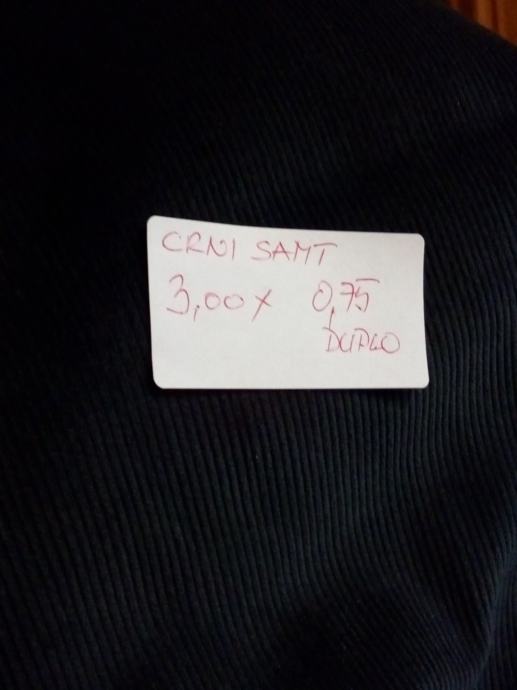 CRNI SAMT
3,00 x 0,75
DUPLO